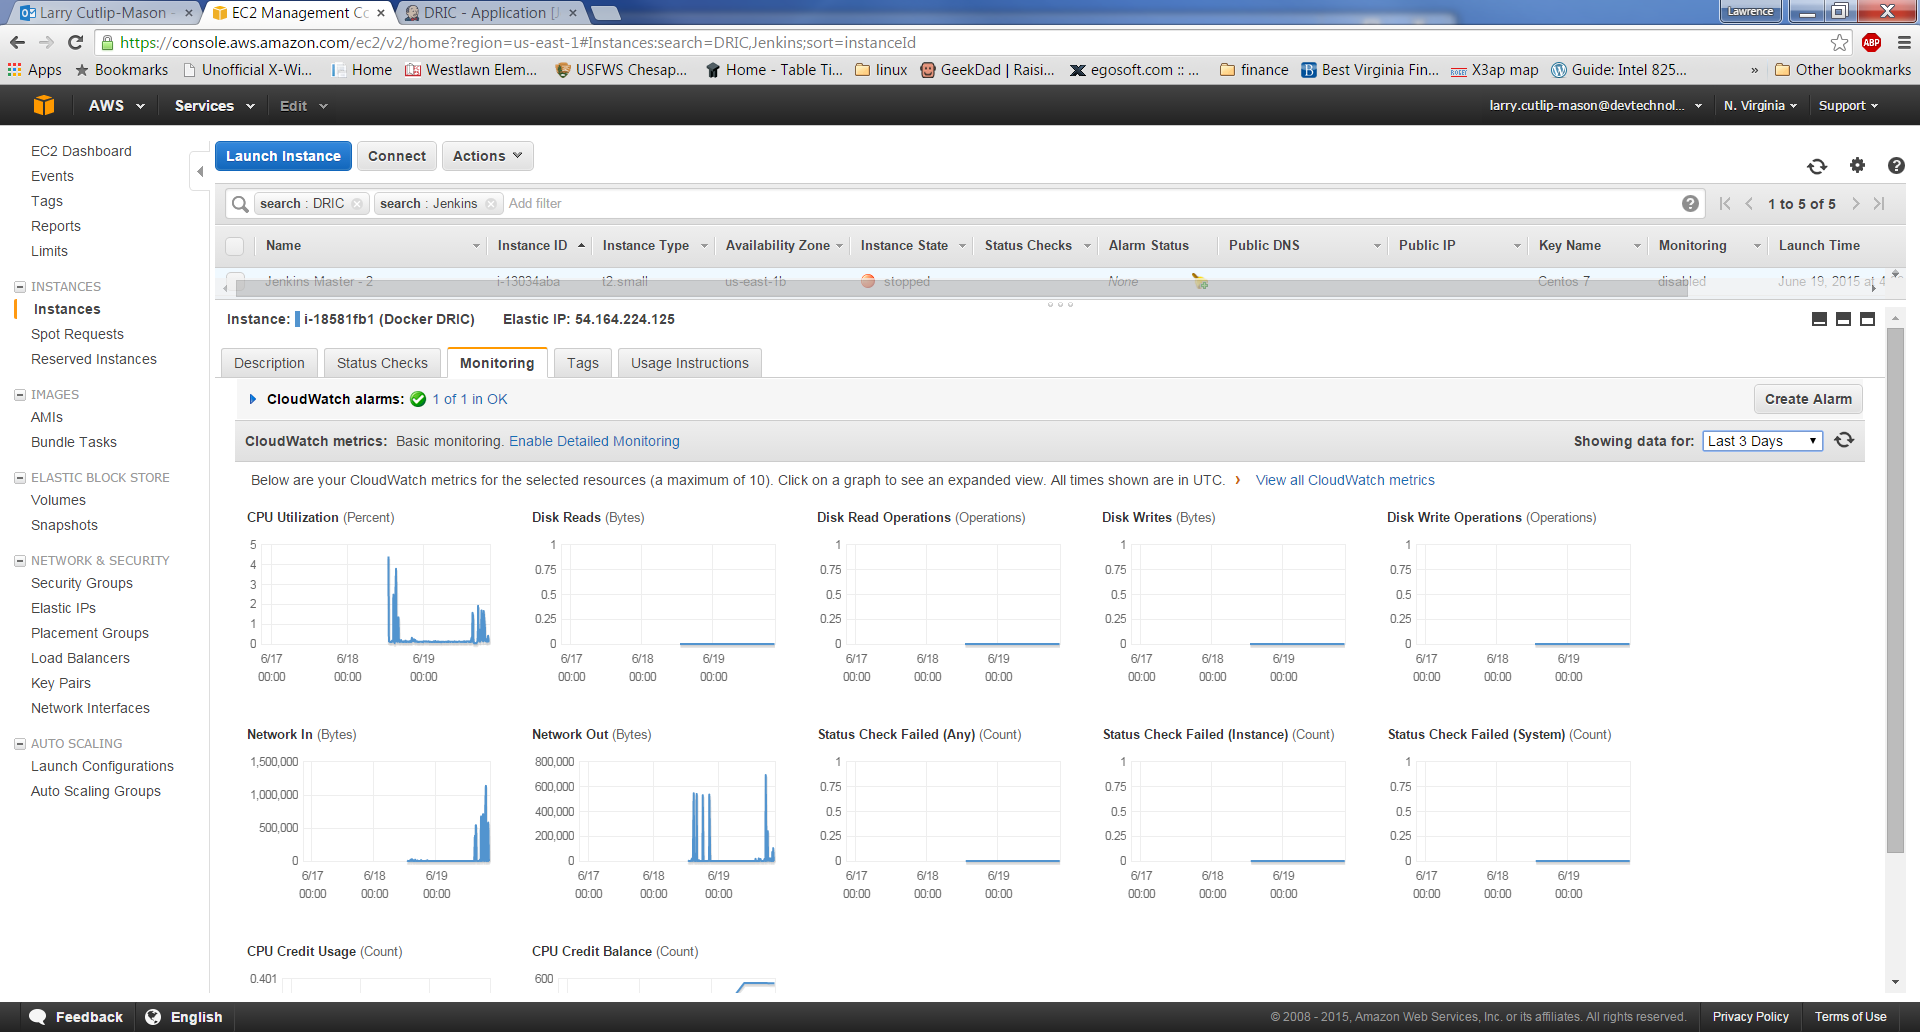 Larry Cutlip-Mason -
EC2 Management Co
DRIC - Application [J
Lawrence
https://console.aws.amazon.com/ec2/v2/home?region=us-east-1#Instances:search=DRIC,Jenkins;sort=instanceId
ABP
Apps Bookmarks Unofficial X-Wi... Home Westlawn Elem... USFWS Chesap... Home - Table Ti... linux GeekDad | Raisi... egosoft.com :: ... finance Best Virginia Fin... X3ap map Guide: Intel 825... » Other bookmarks
AWS Services Edit larry.cutlip-mason@devtechnol... N. Virginia Support
EC2 Dashboard
Events
Tags
Reports
Limits
INSTANCES
Instances
Spot Requests
Reserved Instances
IMAGES
AMIs
Bundle Tasks
ELASTIC BLOCK STORE
Volumes
Snapshots
NETWORK & SECURITY
Security Groups
Elastic IPs
Placement Groups
Load Balancers
Key Pairs
Network Interfaces
AUTO SCALING
Launch Configurations
Auto Scaling Groups
Launch Instance Connect Actions
search : DRIC search : Jenkins Add filter 1 to 5 of 5
Name Instance ID Instance Type Availability Zone Instance State Status Checks Alarm Status Public DNS Public IP Key Name Monitoring Launch Time
Jenkins Master - 2 i-13034aba t2.small us-east-1b stopped None Centos 7 disabled June 19, 2015 at 4
Instance: i-18581fb1 (Docker DRIC) Elastic IP: 54.164.224.125
Description Status Checks Monitoring Tags Usage Instructions
CloudWatch alarms: 1 of 1 in OK Create Alarm
CloudWatch metrics: Basic monitoring. Enable Detailed Monitoring Showing data for: Last 3 Days
Below are your CloudWatch metrics for the selected resources (a maximum of 10). Click on a graph to see an expanded view. All times shown are in UTC. › View all CloudWatch metrics
CPU Utilization (Percent)
5
4
3
2
1
0
6/17 6/18 6/19
00:00 00:00 00:00
Disk Reads (Bytes)
1
0.75
0.5
0.25
0
6/17 6/18 6/19
00:00 00:00 00:00
Disk Read Operations (Operations)
1
0.75
0.5
0.25
0
6/17 6/18 6/19
00:00 00:00 00:00
Disk Writes (Bytes)
1
0.75
0.5
0.25
0
6/17 6/18 6/19
00:00 00:00 00:00
Disk Write Operations (Operations)
1
0.75
0.5
0.25
0
6/17 6/18 6/19
00:00 00:00 00:00
Network In (Bytes)
1,500,000
1,000,000
500,000
0
6/17 6/18 6/19
00:00 00:00 00:00
Network Out (Bytes)
800,000
600,000
400,000
200,000
0
6/17 6/18 6/19
00:00 00:00 00:00
Status Check Failed (Any) (Count)
1
0.75
0.5
0.25
0
6/17 6/18 6/19
00:00 00:00 00:00
Status Check Failed (Instance) (Count)
1
0.75
0.5
0.25
0
6/17 6/18 6/19
00:00 00:00 00:00
Status Check Failed (System) (Count)
1
0.75
0.5
0.25
0
6/17 6/18 6/19
00:00 00:00 00:00
CPU Credit Usage (Count)
0.401
CPU Credit Balance (Count)
600
Feedback English © 2008 - 2015, Amazon Web Services, Inc. or its affiliates. All rights reserved. Privacy Policy Terms of Use